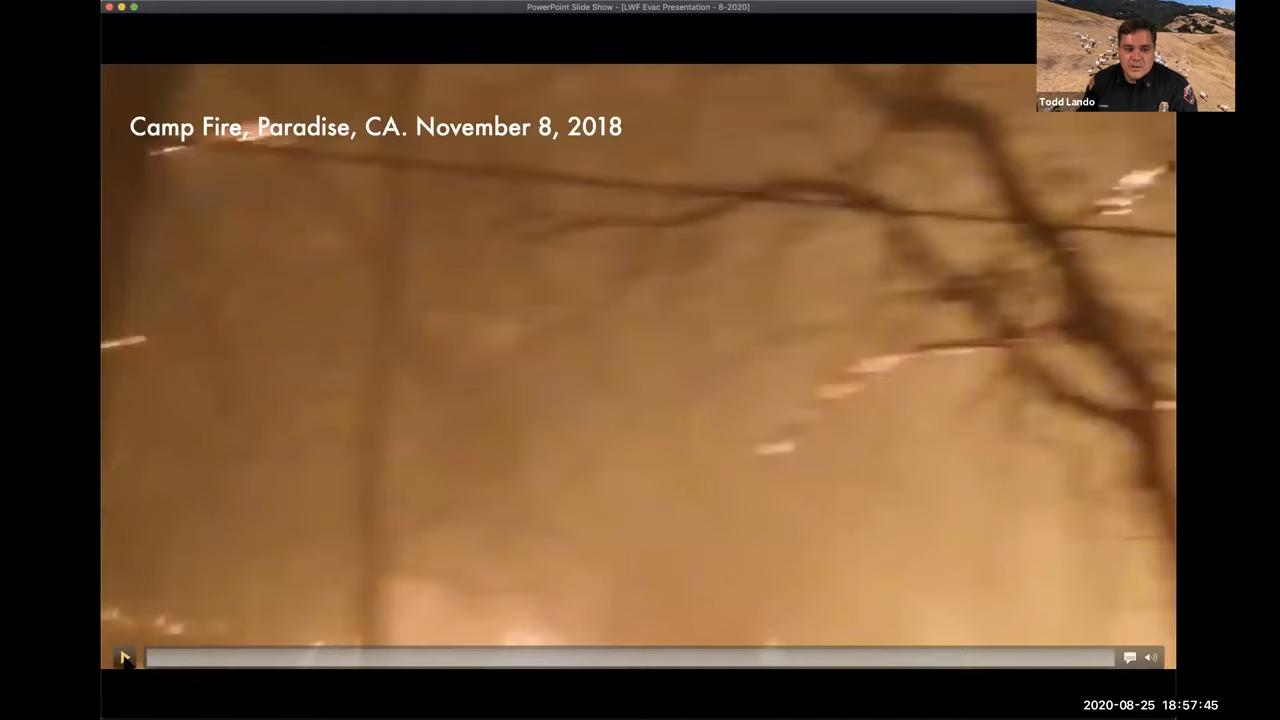 PowerPoint Slide Show - [LWF Evac Presentation - 8-2020]
Todd Lando
Camp Fire, Paradise, CA. November 8, 2018
2020-08-25 18:57:45